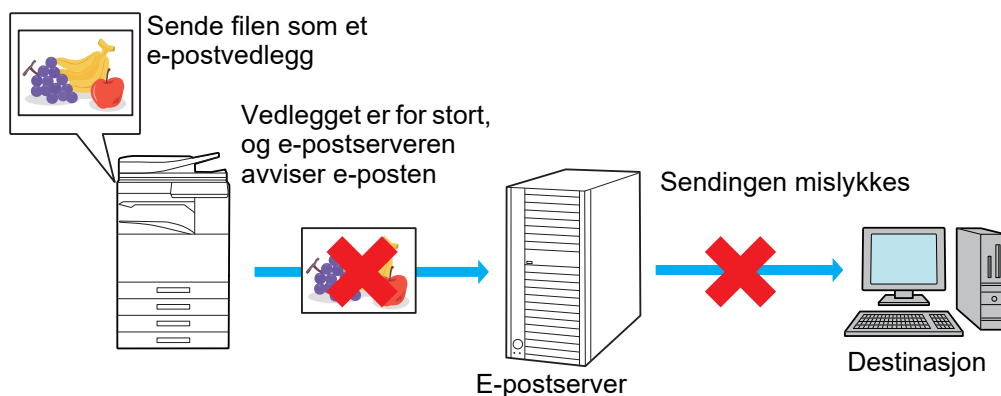 Sende filen som et
e-postvedlegg
Vedlegget er for stort,
og e-postserveren
avviser e-posten
Sendingen mislykkes
E-postserver
Destinasjon